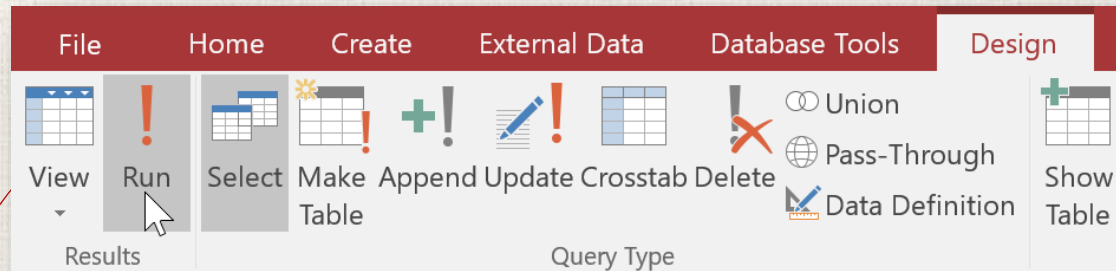 File Home Create External Data Database Tools Design
View Run Select Make Table Append Update Crosstab Delete Union Pass-Through Data Definition Show Table
Results Query Type